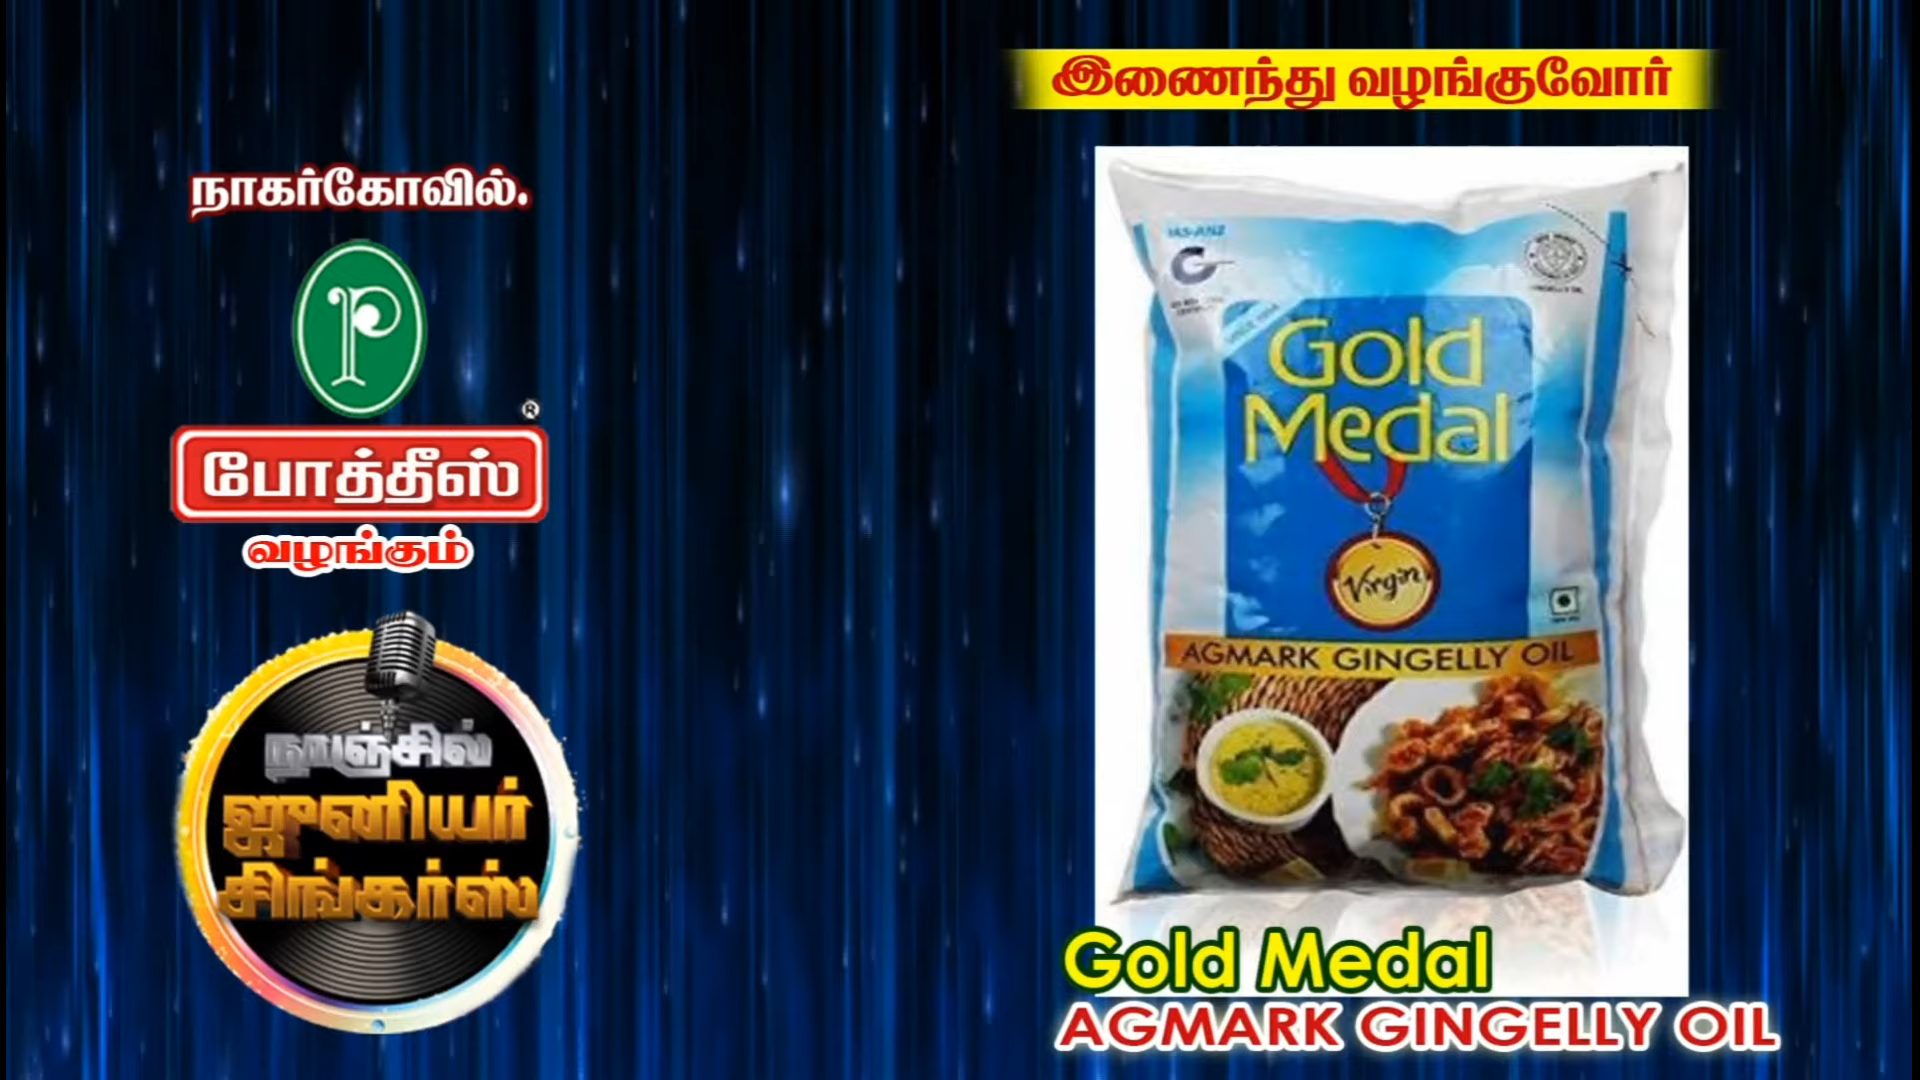 நாகர்கோவில்.
P
®
போத்தீஸ்
வழங்கும்
நாஞ்சில்
ஜுனியர்
சிங்கர்ஸ்
இணைந்து வழங்குவோர்
Gold
Medal
Virgin
AGMARK GINGELLY OIL
Gold Medal
AGMARK GINGELLY OIL